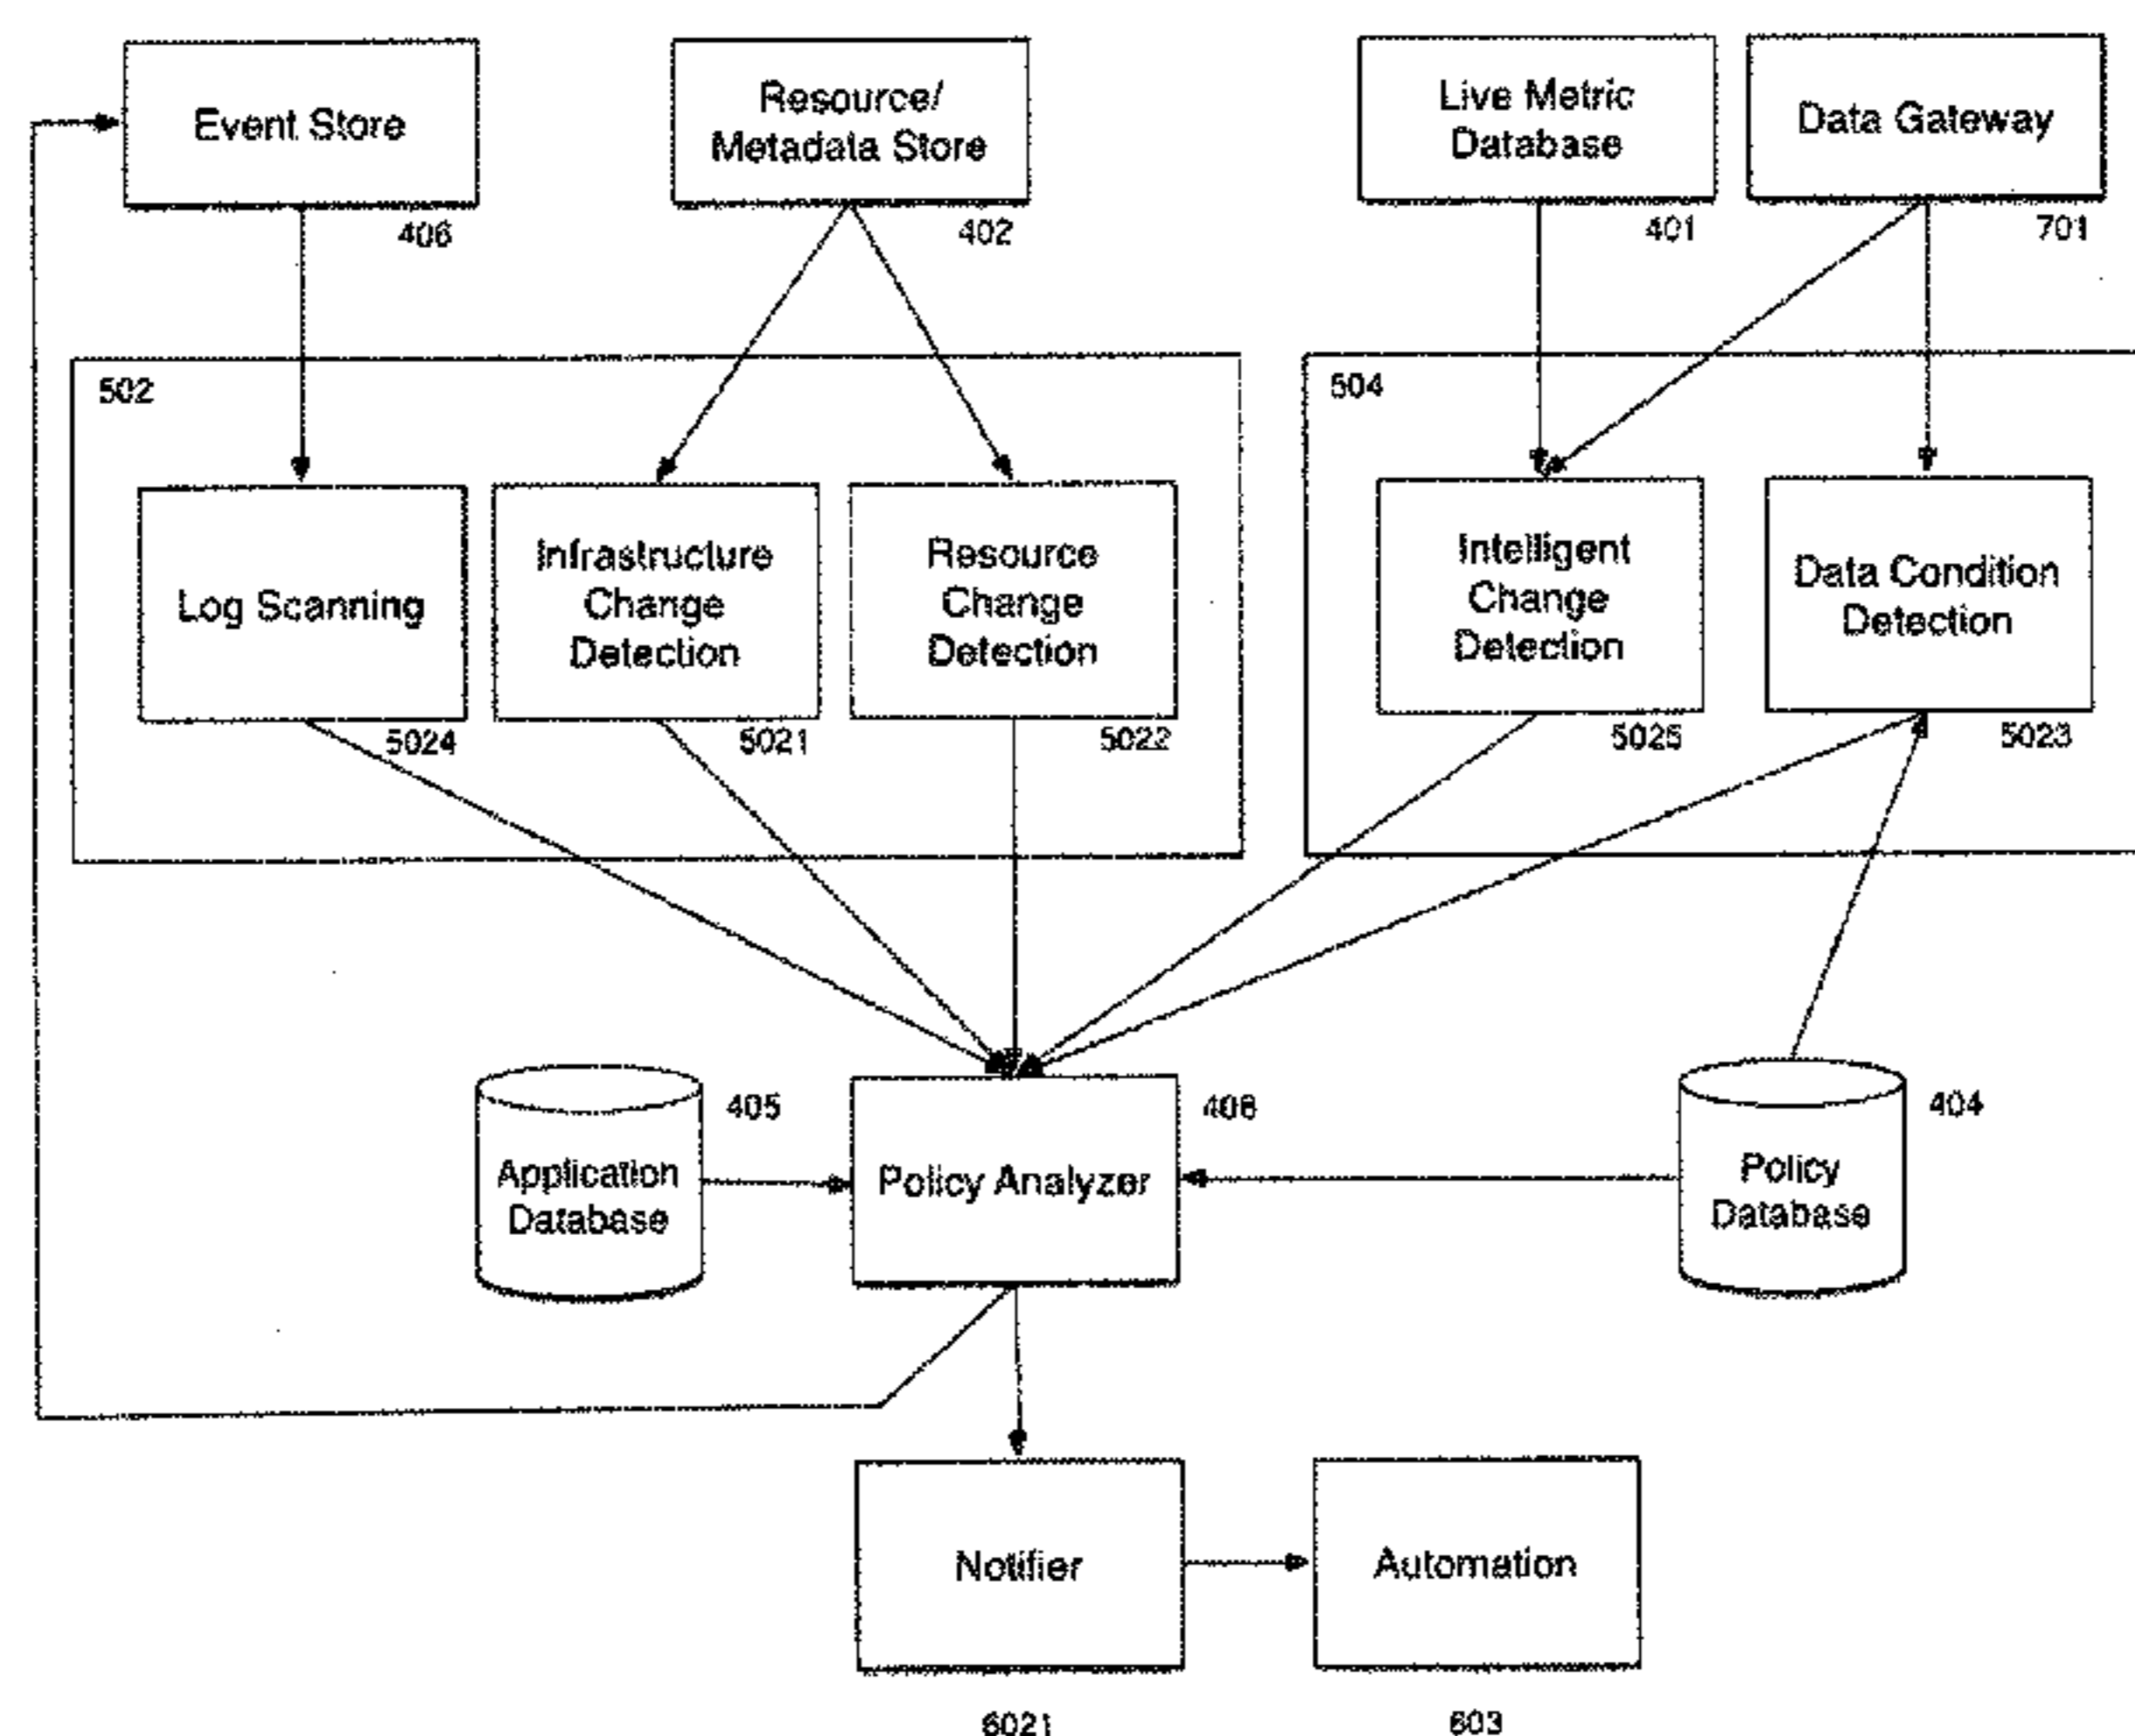 Event Store
406
Resource/
Metadata Store
402
Live Metric
Database
401
Data Gateway
701
502
504
Log Scanning
5024
Infrastructure
Change
Detection
5021
Resource
Change
Detection
5022
Intelligent
Change
Detection
5025
Data Condition
Detection
5023
Application
Database
405
Policy Analyzer
408
Policy
Database
404
Notifier
6021
Automation
603